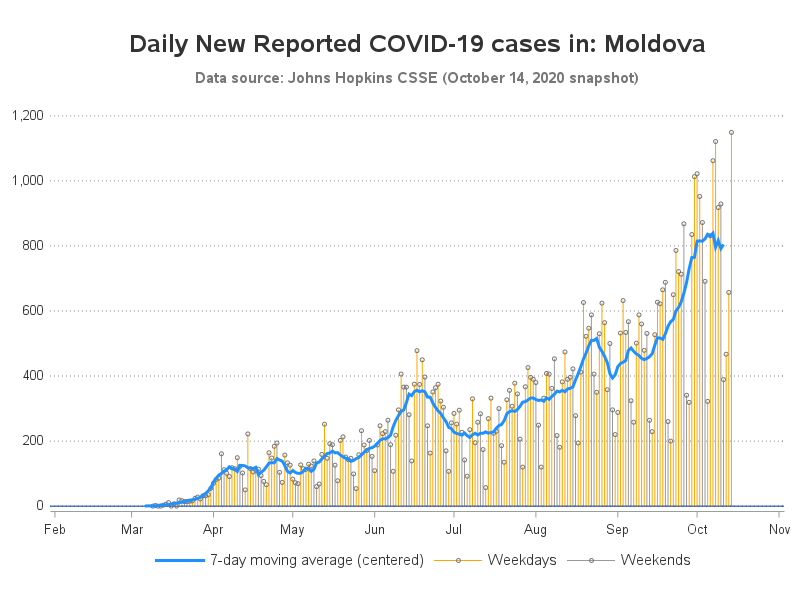 Daily New Reported COVID-19 cases in: Moldova
Data source: Johns Hopkins CSSE (October 14, 2020 snapshot)
1,200
1,000
800
600
400
200
0
Feb Mar Apr May Jun Jul Aug Sep Oct Nov
7-day moving average (centered) Weekdays Weekends